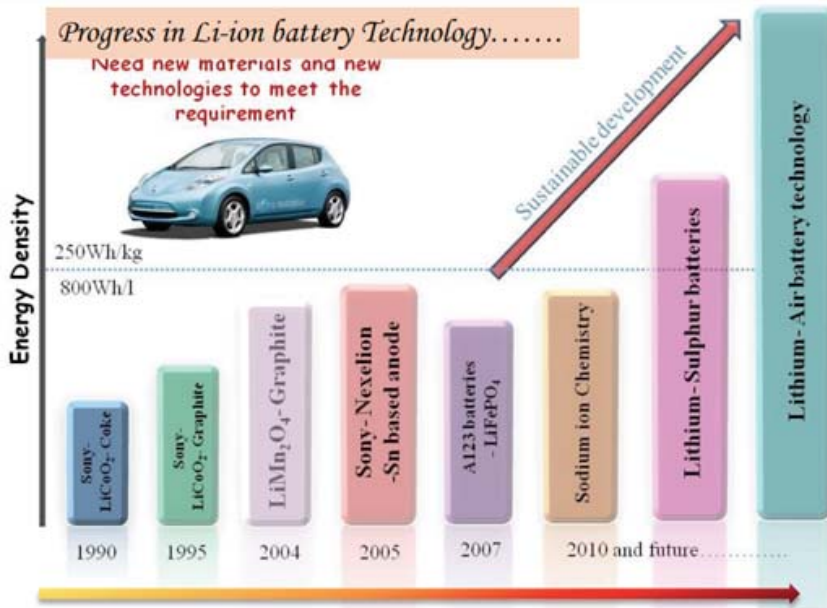 Progress in Li-ion battery Technology…….
Need new materials and new
technologies to meet the
requirement
Sustainable development
Energy Density
250Wh/kg
800Wh/l
Sony-
LiCoO₂- Coke
Sony-
LiCoO₂- Graphite
LiMn₂O₄- Graphite
Sony- Nexelion
-Sn based anode
A123 batteries
- LiFePO₄
Sodium ion Chemistry
Lithium- Sulphur batteries
Lithium- Air battery technology
1990
1995
2004
2005
2007
2010 and future…………